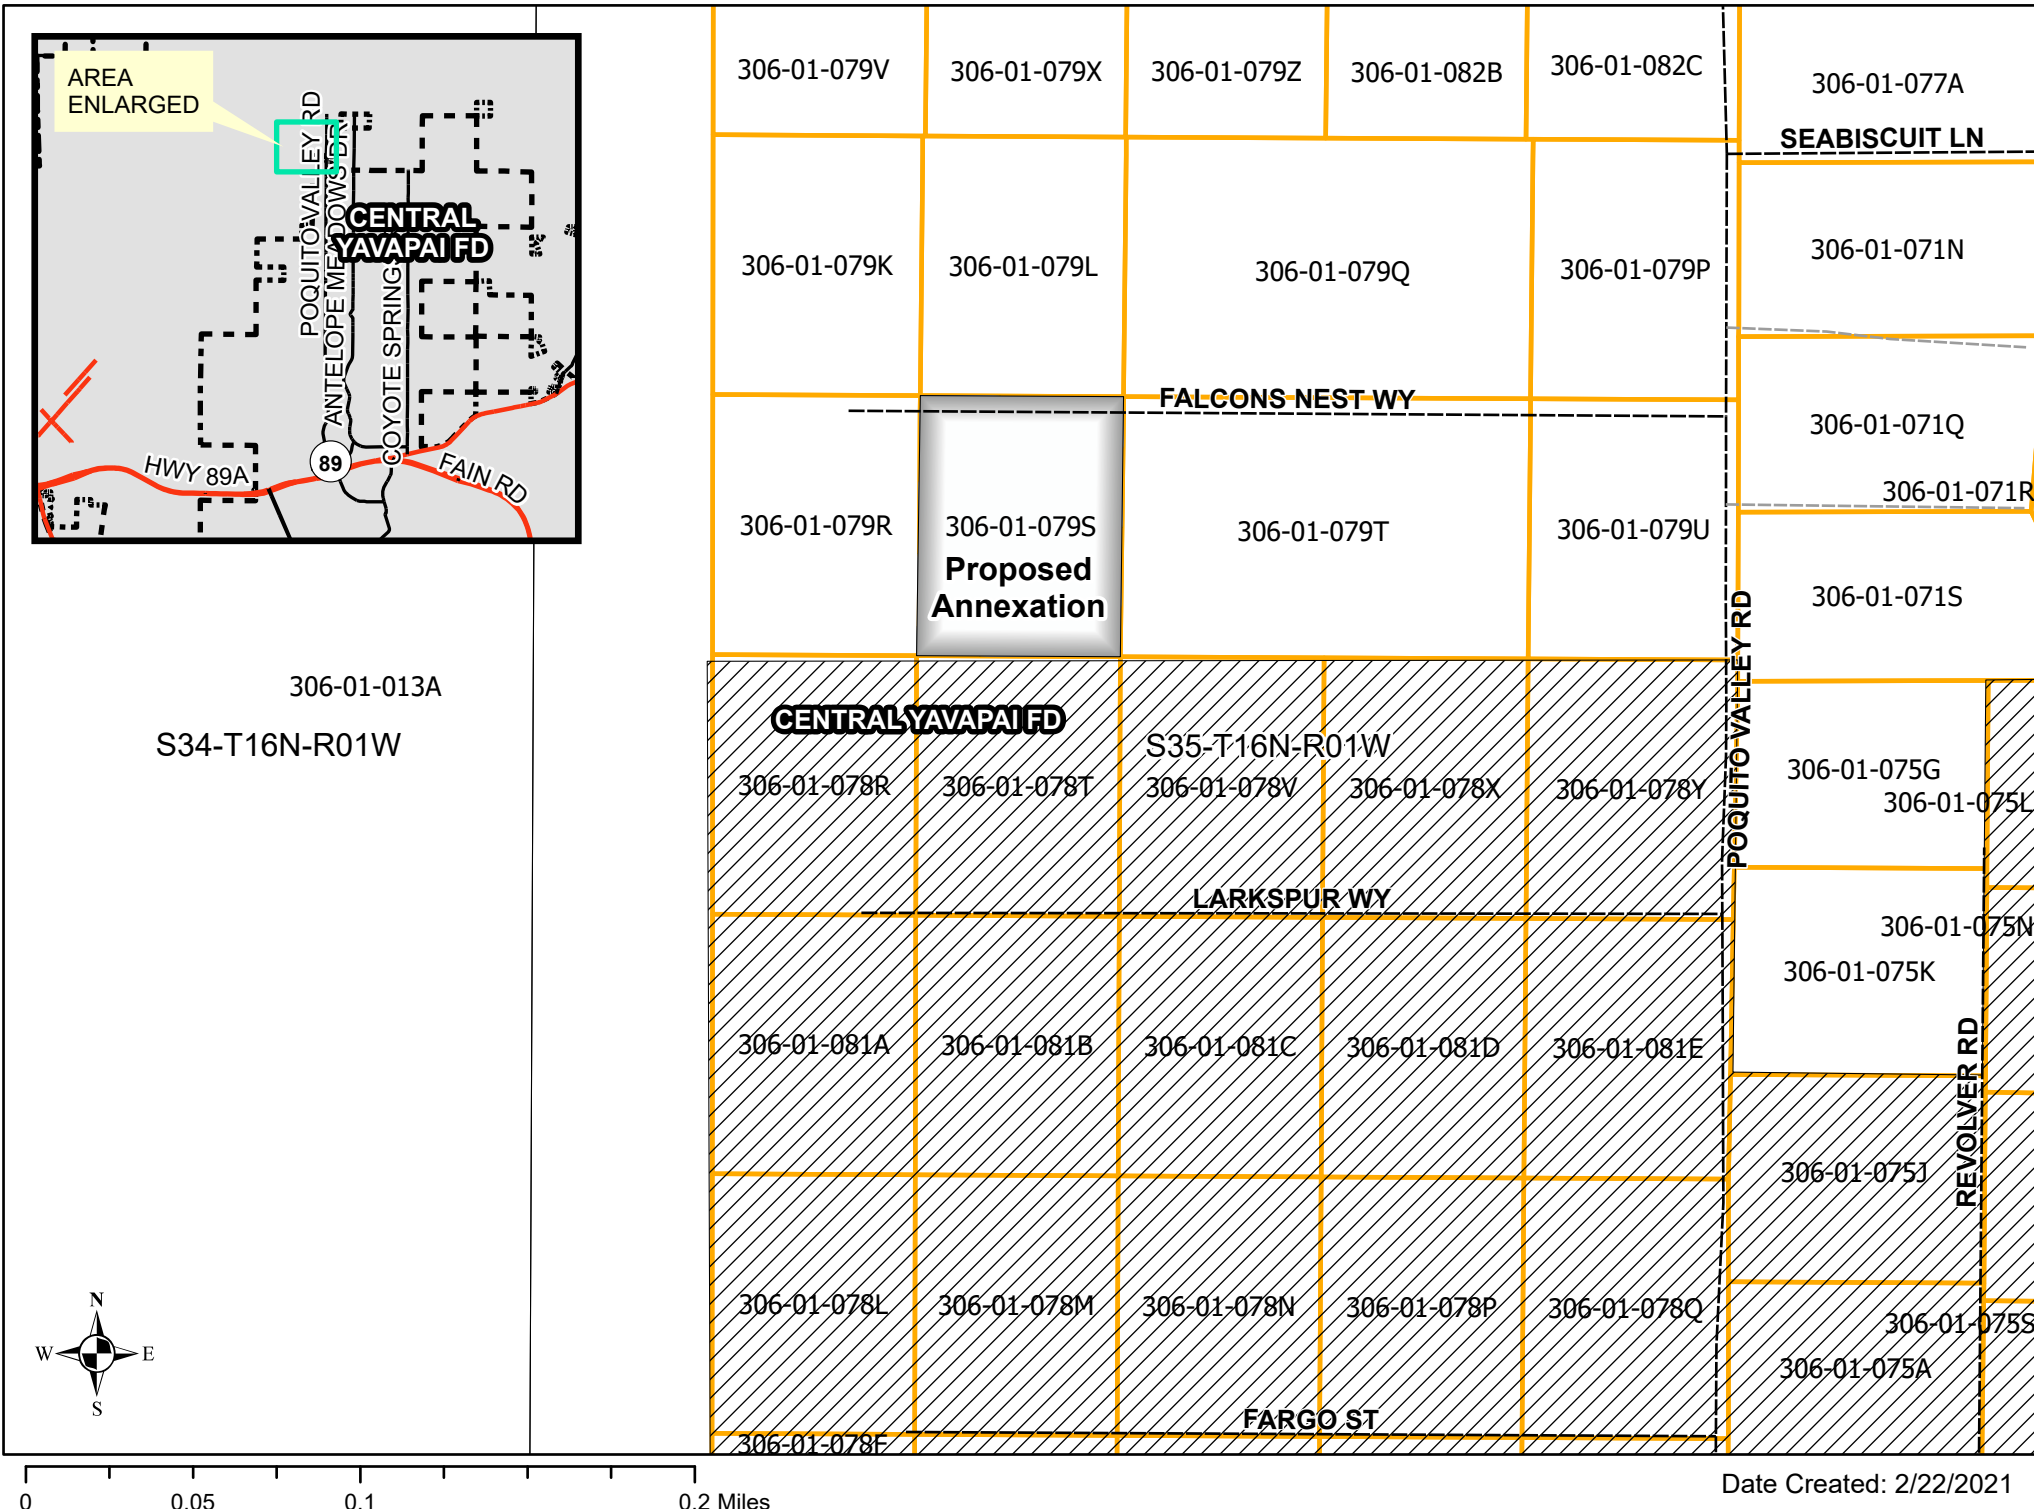 AREA
ENLARGED
POQUITO VALLEY RD
ANTELOPE MEADOWS DR
COYOTE SPRINGS
CENTRAL
YAVAPAI FD
HWY 89A
89
FAIN RD
306-01-079V
306-01-079X
306-01-079Z
306-01-082B
306-01-082C
306-01-077A
SEABISCUIT LN
306-01-079K
306-01-079L
306-01-079Q
306-01-079P
306-01-071N
FALCONS NEST WY
306-01-071Q
306-01-071R
306-01-079R
306-01-079S
306-01-079T
306-01-079U
Proposed
Annexation
306-01-071S
POQUITO VALLEY RD
306-01-013A
S34-T16N-R01W
CENTRAL YAVAPAI FD
S35-T16N-R01W
306-01-078R
306-01-078T
306-01-078V
306-01-078X
306-01-078Y
306-01-075G
306-01-075L
LARKSPUR WY
306-01-075N
306-01-075K
306-01-081A
306-01-081B
306-01-081C
306-01-081D
306-01-081E
REVOLVER RD
306-01-075J
306-01-078L
306-01-078M
306-01-078N
306-01-078P
306-01-078Q
306-01-075S
306-01-075A
FARGO ST
306-01-078F
N
W
E
S
0
0.05
0.1
0.2 Miles
Date Created: 2/22/2021